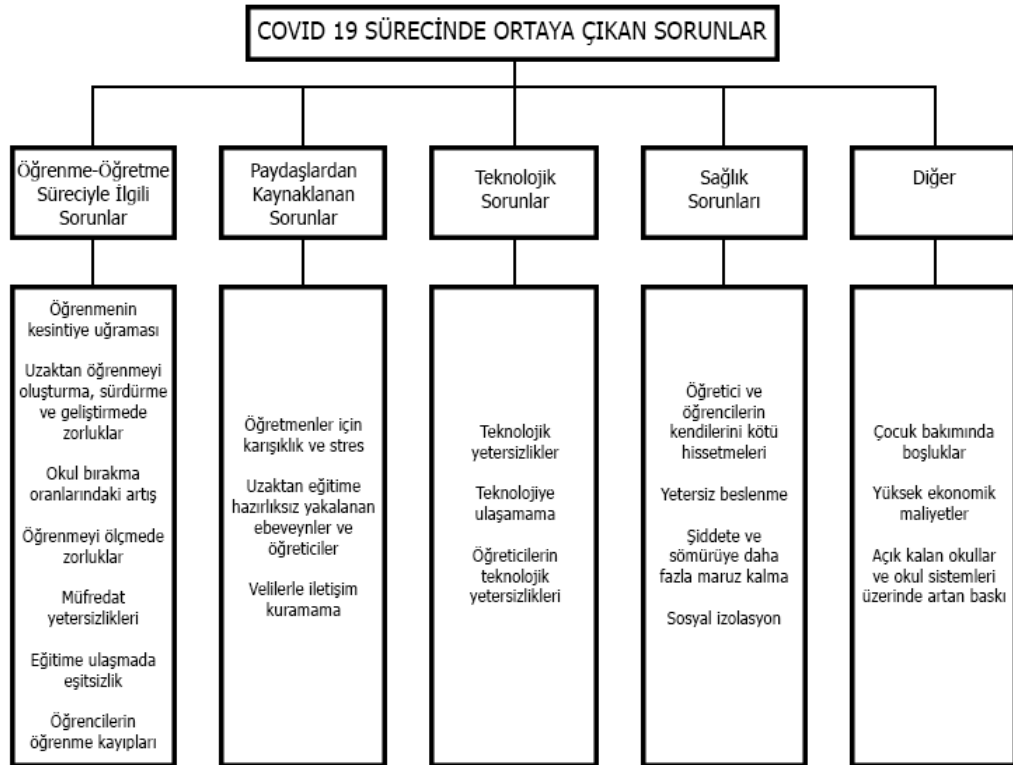 COVID 19 SÜRECİNDE ORTAYA ÇIKAN SORUNLAR
Öğrenme-Öğretme
Süreciyle İlgili
Sorunlar
Paydaşlardan
Kaynaklanan
Sorunlar
Teknolojik
Sorunlar
Sağlık
Sorunları
Diğer
Öğrenmenin
kesintiye uğraması
Uzaktan öğrenmeyi
oluşturma, sürdürme
ve geliştirmede
zorluklar
Okul bırakma
oranlarındaki artış
Öğrenmeyi ölçmede
zorluklar
Müfredat
yetersizlikleri
Eğitime ulaşmada
eşitsizlik
Öğrencilerin
öğrenme kayıpları
Öğretmenler için
karışıklık ve stres
Uzaktan eğitime
hazırlıksız yakalanan
ebeveynler ve
öğreticiler
Velilerle iletişim
kuramama
Teknolojik
yetersizlikler
Teknolojiye
ulaşamama
Öğreticilerin
teknolojik
yetersizlikleri
Öğretici ve
öğrencilerin
kendilerini kötü
hissetmeleri
Yetersiz beslenme
Şiddete ve
sömürüye daha
fazla maruz kalma
Sosyal izolasyon
Çocuk bakımında
boşluklar
Yüksek ekonomik
maliyetler
Açık kalan okullar
ve okul sistemleri
üzerinde artan baskı